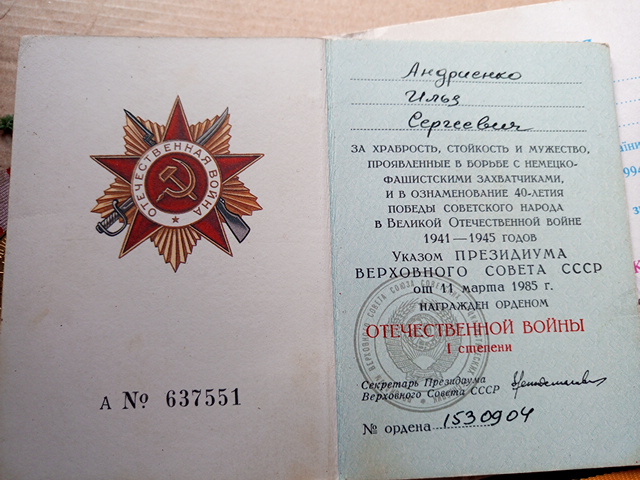 ОТЕЧЕСТВЕННАЯ ВОЙНА
А № 637551
Андриенко
Илья
Сергеевич
ЗА ХРАБРОСТЬ, СТОЙКОСТЬ И МУЖЕСТВО,
ПРОЯВЛЕННЫЕ В БОРЬБЕ С НЕМЕЦКО-
ФАШИСТСКИМИ ЗАХВАТЧИКАМИ,
И В ОЗНАМЕНОВАНИЕ 40-ЛЕТИЯ
ПОБЕДЫ СОВЕТСКОГО НАРОДА
В ВЕЛИКОЙ ОТЕЧЕСТВЕННОЙ ВОЙНЕ
1941—1945 ГОДОВ
УКАЗОМ ПРЕЗИДИУМА
ВЕРХОВНОГО СОВЕТА СССР
от 11 марта 1985 г.
НАГРАЖДЕН ОРДЕНОМ
ОТЕЧЕСТВЕННОЙ ВОЙНЫ
I степени
Секретарь Президиума
Верховного Совета СССР
№ ордена 1530904